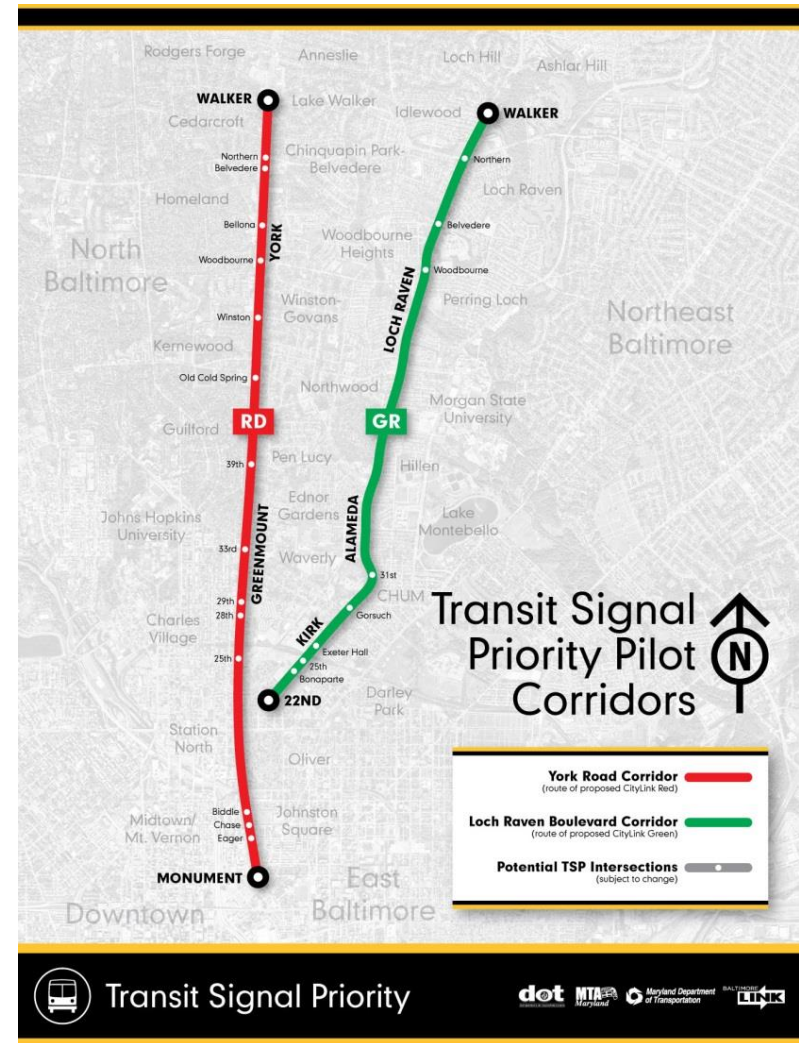 Rodgers Forge
Anneslie
Loch Hill
Ashlar Hill
WALKER
Lake Walker
Idlewood
WALKER
Cedarcroft
Northern
Belvedere
Chinquapin Park-
Belvedere
Northern
Homeland
Loch Raven
Bellona
YORK
Woodbourne
Heights
Belvedere
North
Baltimore
Woodbourne
Woodbourne
LOCH RAVEN
Winston-
Govans
Perring Loch
Winston
Northeast
Baltimore
Kernewood
Old Cold Spring
Northwood
Morgan State
University
RD
GR
Guilford
39th
Pen Lucy
Hillen
Ednor
Gardens
ALAMEDA
Lake
Montebello
Johns Hopkins
University
GREENMOUNT
33rd
Waverly
31st
29th
28th
CHUM
Charles
Village
Gorsuch
KIRK
25th
Exeter Hall
25th
Bonaparte
22ND
Darley
Park
Transit Signal
Priority Pilot
Corridors
N
Station
North
Oliver
Biddle
Chase
Eager
Midtown/
Mt. Vernon
Johnston
Square
MONUMENT
East
Baltimore
Downtown
York Road Corridor
(route of proposed CityLink Red)
Loch Raven Boulevard Corridor
(route of proposed CityLink Green)
Potential TSP Intersections
(subject to change)
Transit Signal Priority
dot
MTA
Maryland
Maryland Department
of Transportation
BALTIMORE
LINK